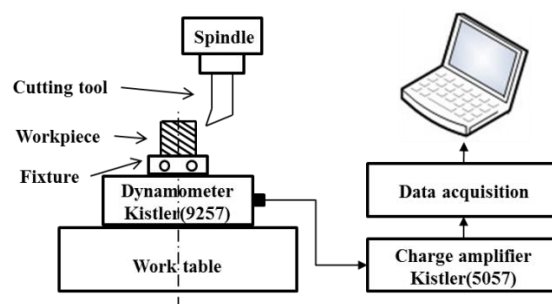 Spindle
Cutting tool
Workpiece
Fixture
Dynamometer
Kistler(9257)
Work table
Data acquisition
Charge amplifier
Kistler(5057)